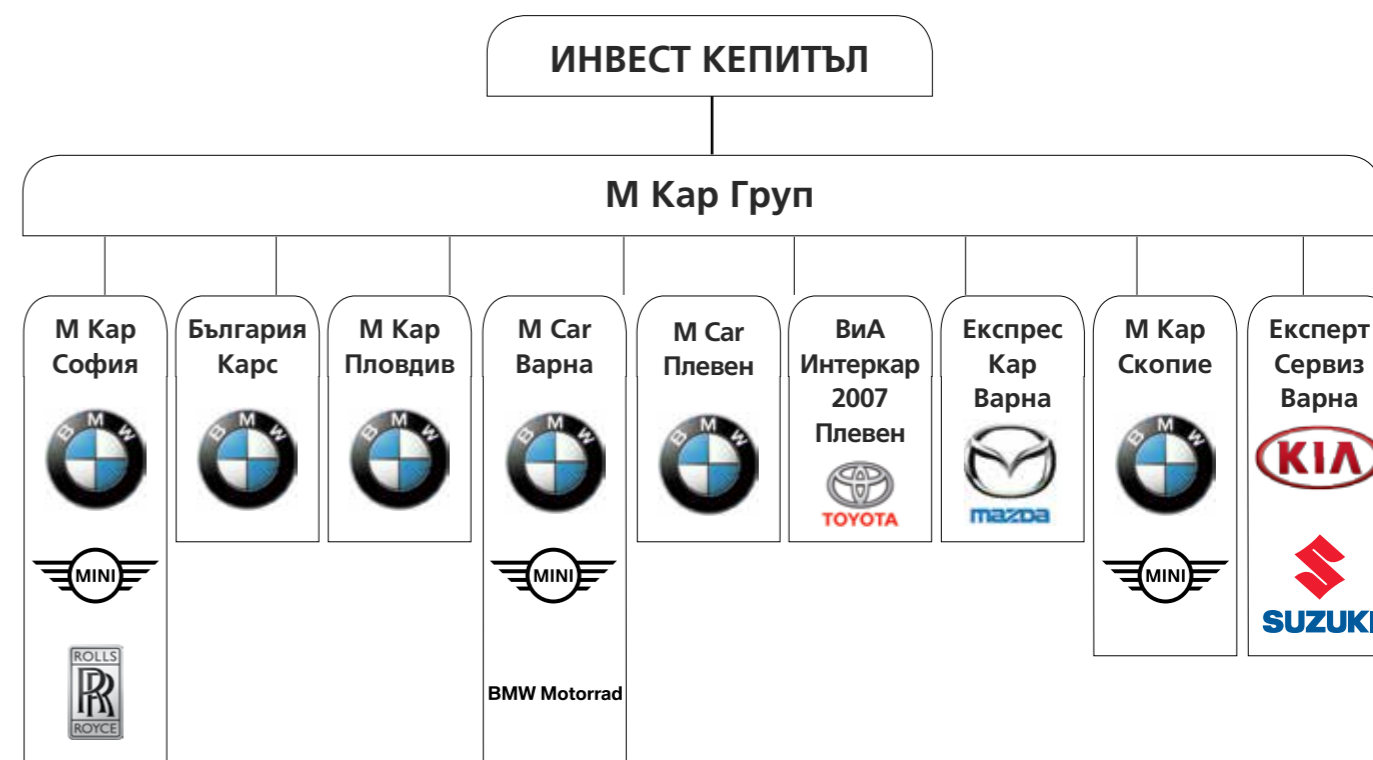 ИНВЕСТ КЕПИТЪЛ
М Кар Груп
М Кар
София
BMW
MINI
ROLLS
RR
ROYCE
България
Карс
BMW
М Кар
Пловдив
BMW
M Car
Варна
BMW
MINI
BMW Motorrad
M Car
Плевен
BMW
ВиА
Интеркар
2007
Плевен
TOYOTA
Експрес
Кар
Варна
mazda
М Кар
Скопие
BMW
MINI
Експерт
Сервиз
Варна
KIA
SUZUKI